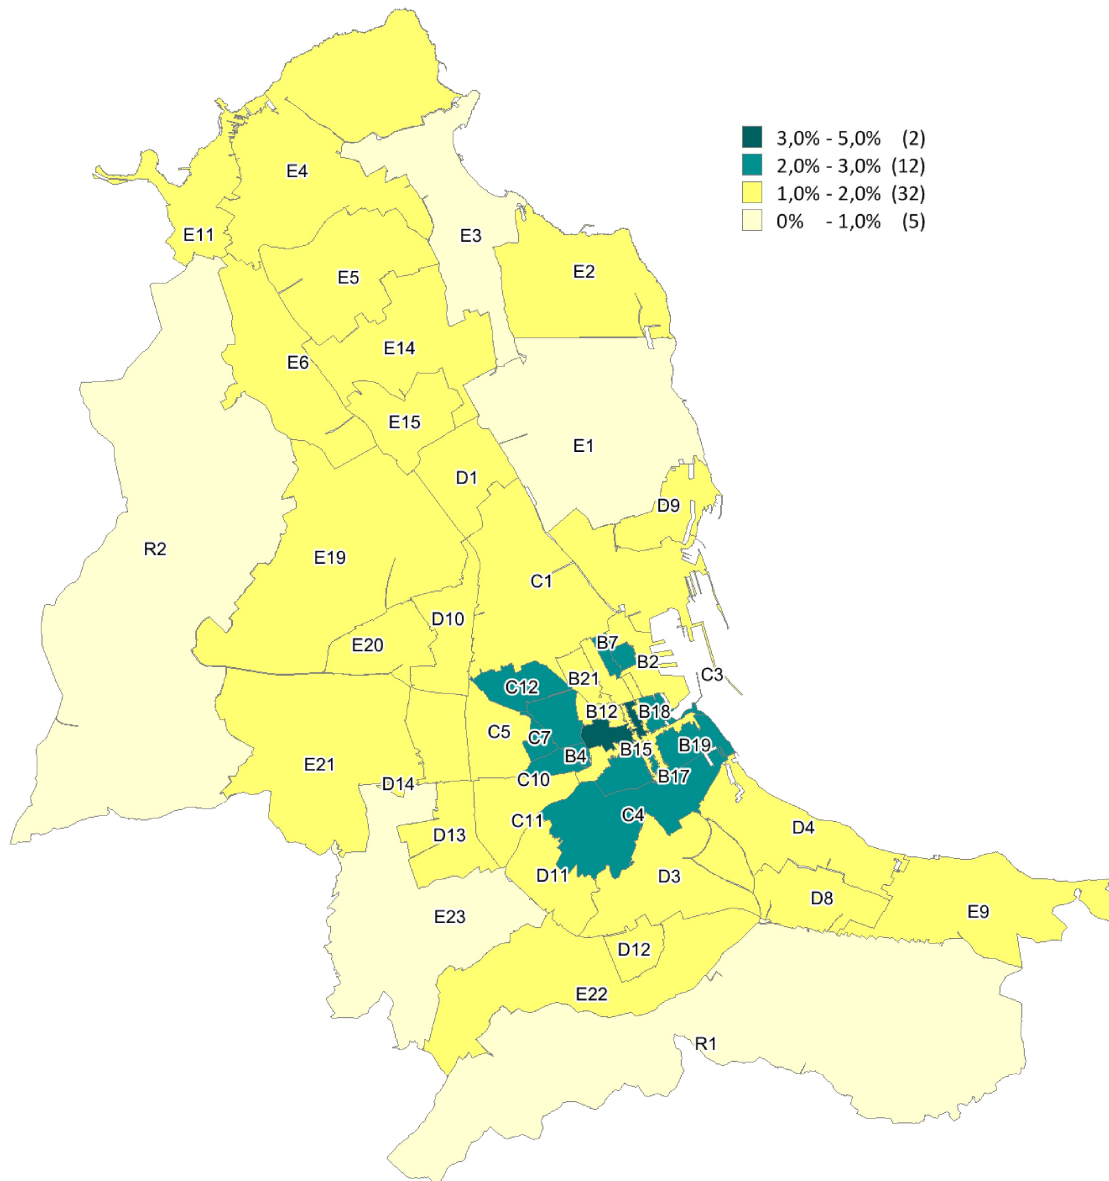 3,0% - 5,0% (2)
2,0% - 3,0% (12)
1,0% - 2,0% (32)
0% - 1,0% (5)
E4
E11
E3
E2
E5
E14
E6
E15
E1
D1
D9
R2
E19
C1
D10
E20
B7
B2
C3
B21
C12
B12
B18
C5
C7
B15
B19
B4
E21
C10
B17
D14
C4
C11
D13
D4
D11
D3
D8
E23
E9
D12
E22
R1